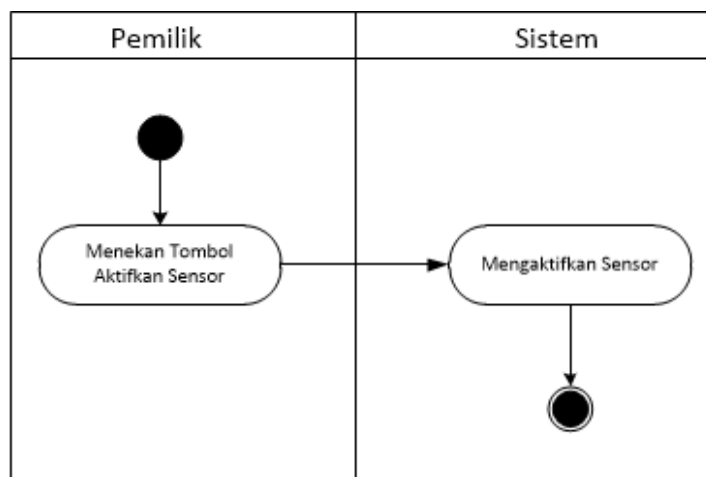 Pemilik
Sistem
Menekan Tombol
Aktifkan Sensor
Mengaktifkan Sensor